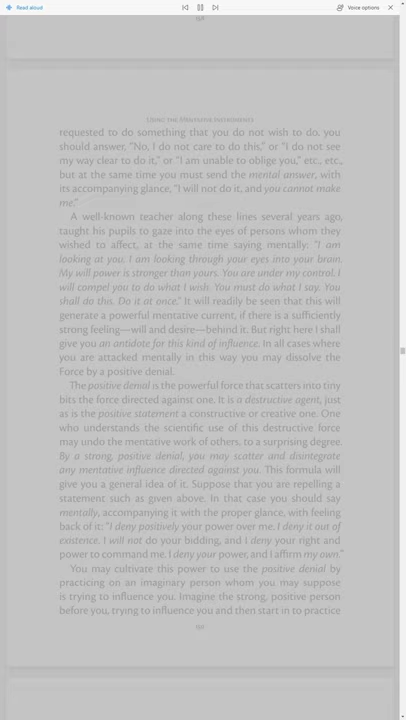 Read aloud
Voice options
Using the Mentative Instruments
requested to do something that you do not wish to do, you
should answer, “No, I do not care to do this,” or “I do not see
my way clear to do it,” or “I am unable to oblige you,” etc., etc.,
but at the same time you must send the mental answer, with
its accompanying glance, “I will not do it, and you cannot make
me.”
A well-known teacher along these lines several years ago,
taught his pupils to gaze into the eyes of persons whom they
wished to affect, at the same time saying mentally: “I am
looking at you. I am looking through your eyes into your brain.
My will power is stronger than yours. You are under my control. I
will compel you to do what I wish. You must do what I say. You
shall do this. Do it at once.” It will readily be seen that this will
generate a powerful mentative current, if there is a sufficiently
strong feeling—will and desire—behind it. But right here I shall
give you an antidote for this kind of influence. In all cases where
you are attacked mentally in this way you may dissolve the
Force by a positive denial.
The positive denial is the powerful force that scatters into tiny
bits the force directed against one. It is a destructive agent, just
as is the positive statement a constructive or creative one. One
who understands the scientific use of this destructive force
may undo the mentative work of others, to a surprising degree.
By a strong, positive denial, you may scatter and disintegrate
any mentative influence directed against you. This formula will
give you a general idea of it. Suppose that you are repelling a
statement such as given above. In that case you should say
mentally, accompanying it with the proper glance, with feeling
back of it: “I deny positively your power over me. I deny it out of
existence. I will not do your bidding, and I deny your right and
power to command me. I deny your power, and I affirm my own.”
You may cultivate this power to use the positive denial by
practicing on an imaginary person whom you may suppose
is trying to influence you. Imagine the strong, positive person
before you, trying to influence you and then start in to practice